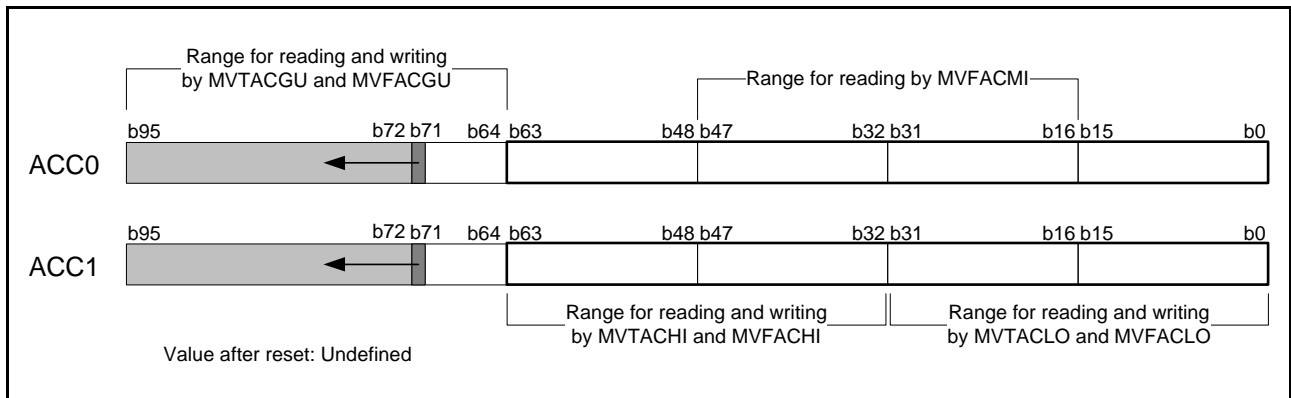 Range for reading and writing
by MVTACGU and MVFACGU
Range for reading by MVFACMI
b95 b72 b71 b64 b63 b48 b47 b32 b31 b16 b15 b0
ACC0
b95 b72 b71 b64 b63 b48 b47 b32 b31 b16 b15 b0
ACC1
Range for reading and writing
by MVTACHI and MVFACHI
Range for reading and writing
by MVTACLO and MVFACLO
Value after reset: Undefined